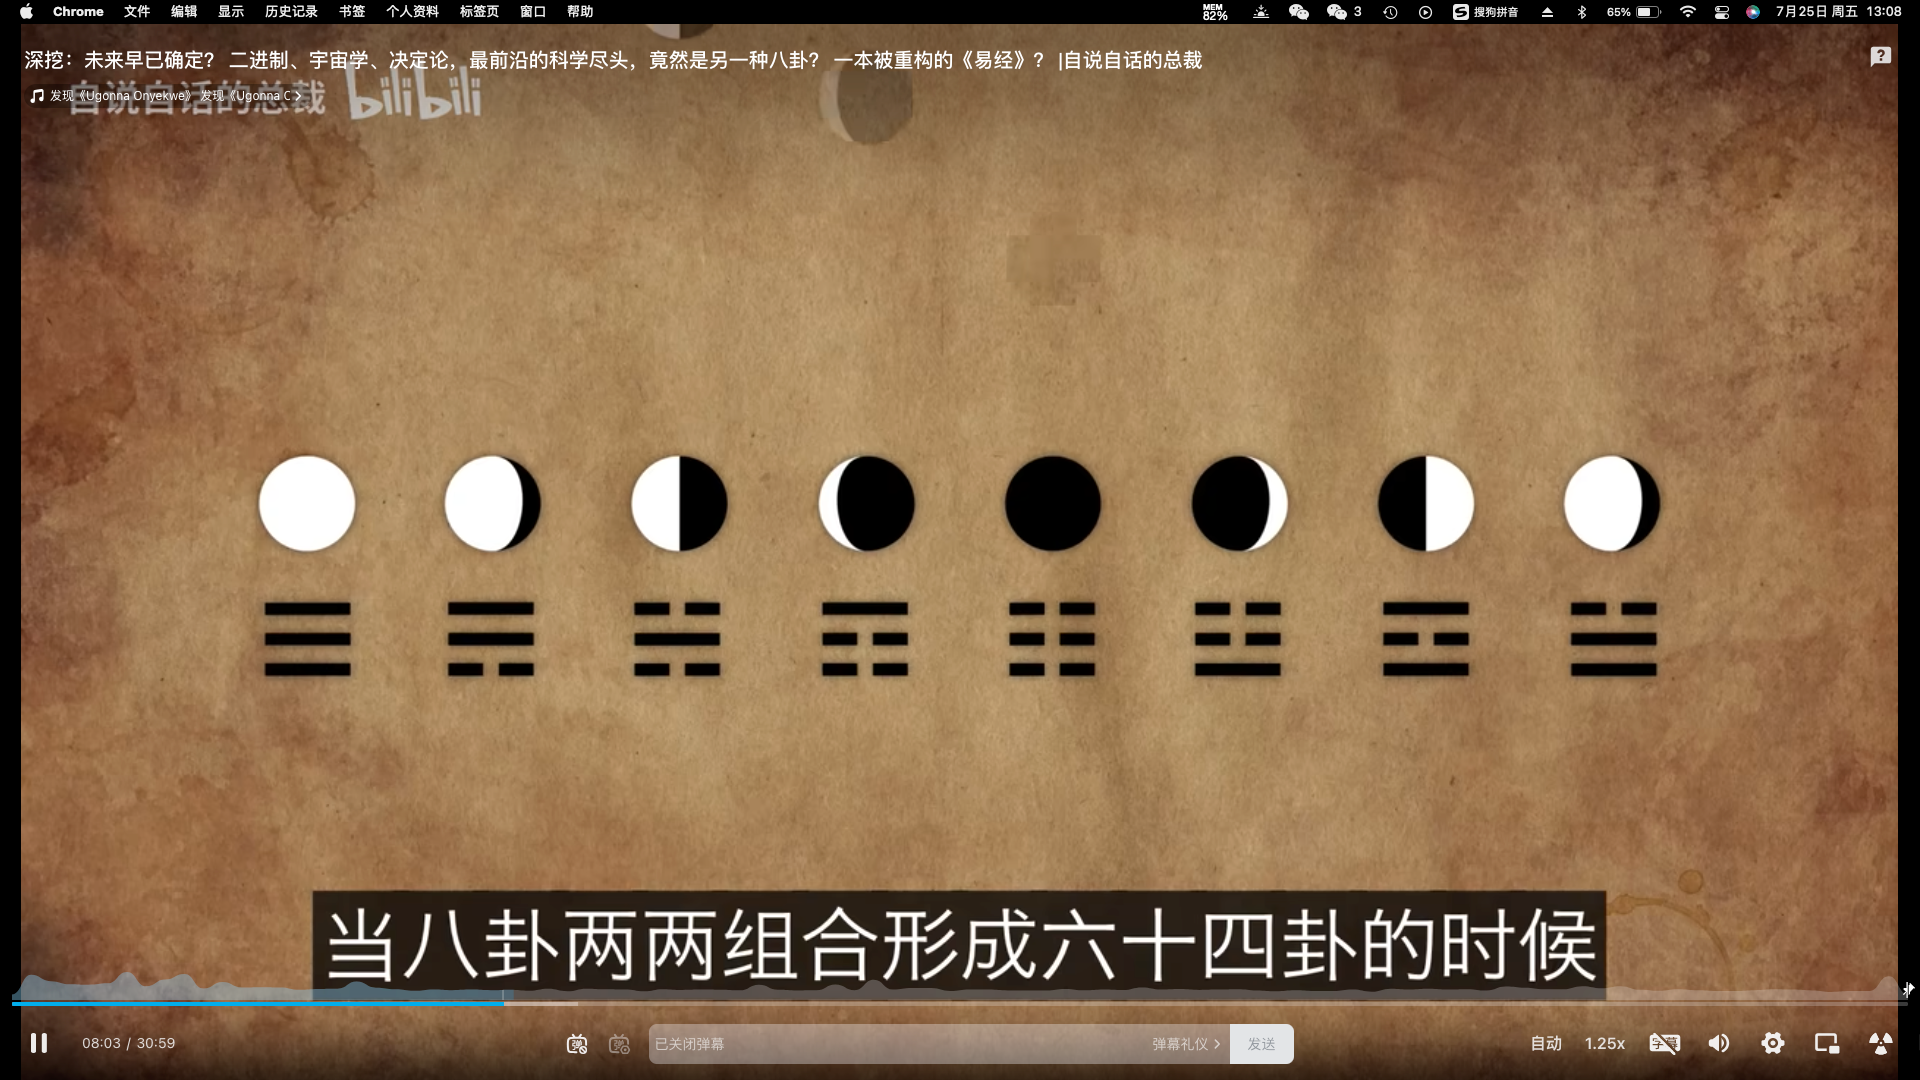 Chrome 文件 编辑 显示 历史记录 书签 个人资料 标签页 窗口 帮助 MEM 82% 3 搜狗拼音 65% 7月25日 周五 13:08
深挖：未来早已确定？ 二进制、宇宙学、决定论，最前沿的科学尽头，竟然是另一种八卦？ 一本被重构的《易经》？ |自说自话的总裁
发现《Ugonna Onyekwe》 发现《Ugonna C
自说自话的总裁 bilibili
当八卦两两组合形成六十四卦的时候
08:03 / 30:59 弹 弹 已关闭弹幕 弹幕礼仪 发送 自动 1.25x 字幕